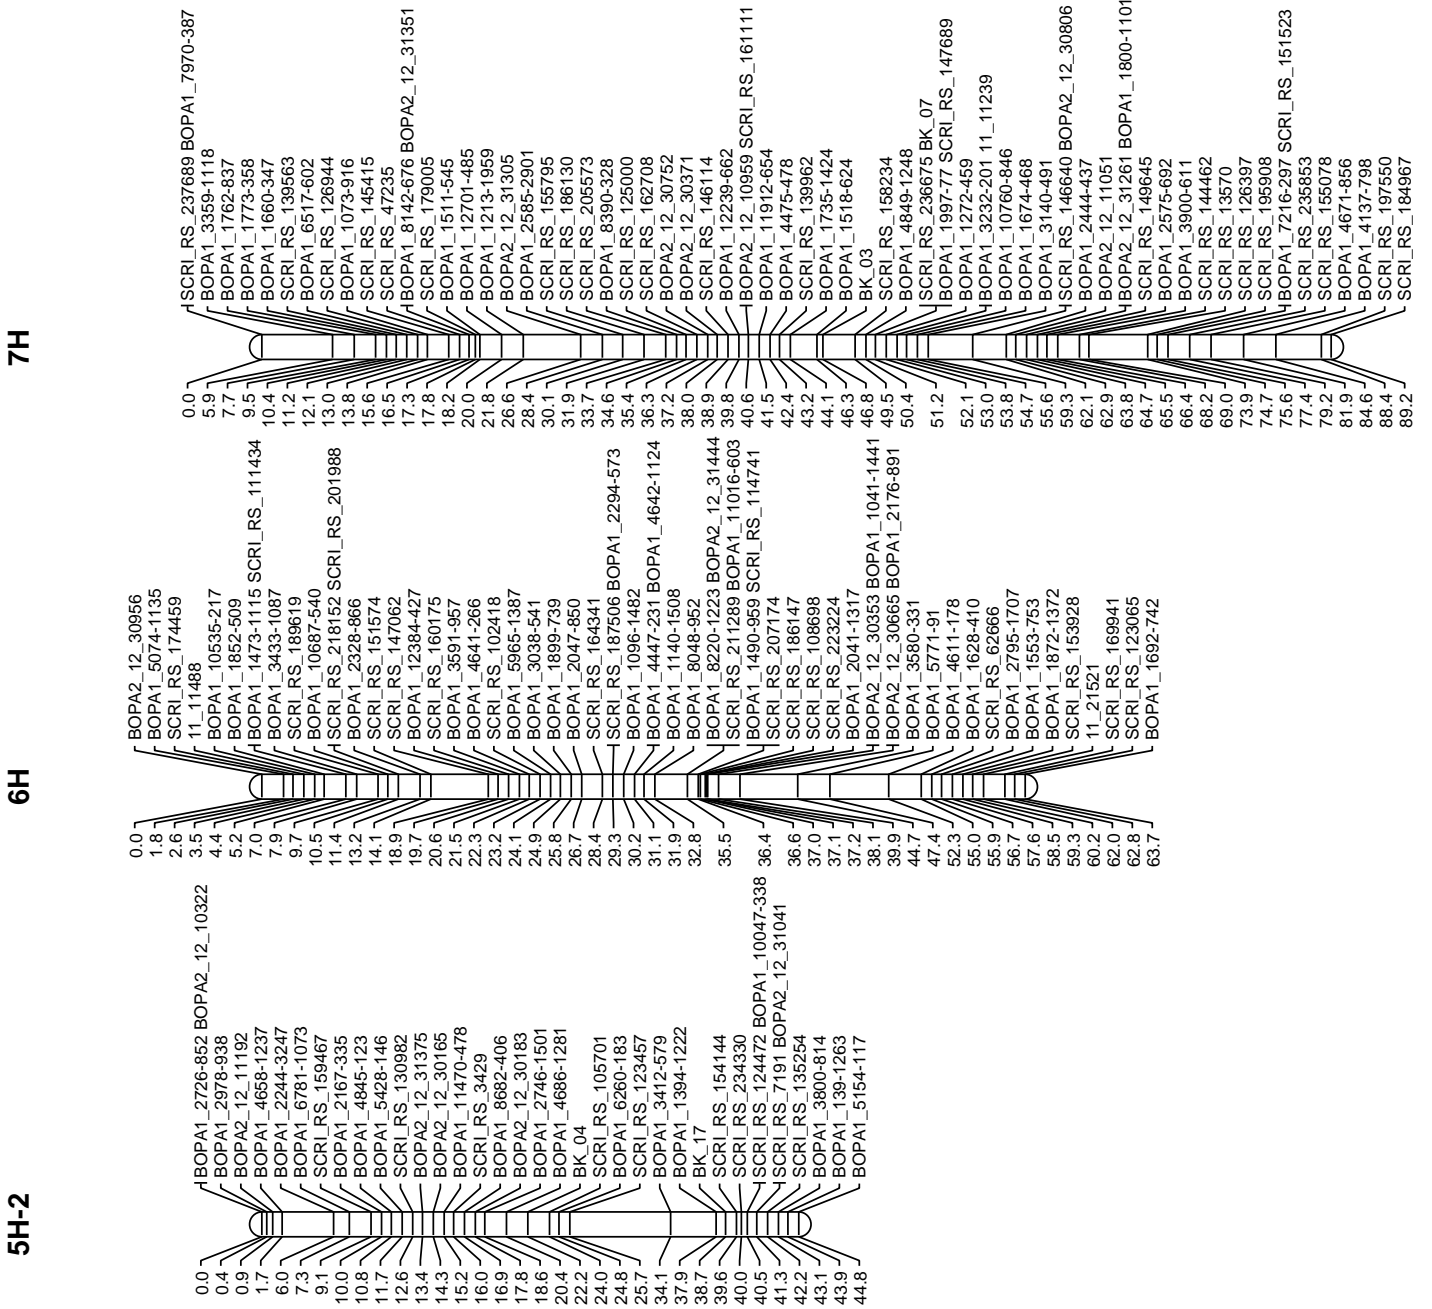 5H-2
0.0 BOPA1_2726-852 BOPA2_12_10322
0.4 BOPA1_2978-938
0.9 BOPA2_12_11192
1.7 BOPA1_4658-1237
6.0 BOPA1_2244-3247
7.3 BOPA1_6781-1073
9.1 SCRI_RS_159467
10.0 BOPA1_2167-335
10.8 BOPA1_4845-123
11.7 BOPA1_5428-146
12.6 SCRI_RS_130982
13.4 BOPA2_12_31375
14.3 BOPA2_12_30165
15.2 BOPA1_11470-478
16.0 SCRI_RS_3429
16.9 BOPA1_8682-406
17.8 BOPA2_12_30183
18.6 BOPA1_2746-1501
20.4 BOPA1_4686-1281
22.2 BK_04
24.0 SCRI_RS_105701
24.8 BOPA1_6260-183
25.7 SCRI_RS_123457
34.1 BOPA1_3412-579
37.9 BOPA1_1394-1222
38.7 BK_17
39.6 SCRI_RS_154144
40.0 SCRI_RS_234330
40.5 SCRI_RS_124472 BOPA1_10047-338
41.3 SCRI_RS_7191 BOPA2_12_31041
42.2 SCRI_RS_135254
43.1 BOPA1_3800-814
43.9 BOPA1_139-1263
44.8 BOPA1_5154-117
6H
0.0 BOPA2_12_30956
1.8 BOPA1_5074-1135
2.6 SCRI_RS_174459
3.5 11_11488
4.4 BOPA1_10535-217
5.2 BOPA1_1852-509
7.0 BOPA1_1473-1115 SCRI_RS_111434
7.9 BOPA1_3433-1087
9.7 SCRI_RS_189619
10.5 BOPA1_10687-540
11.4 SCRI_RS_218152 SCRI_RS_201988
13.2 BOPA1_2328-866
14.1 SCRI_RS_151574
18.9 SCRI_RS_147062
19.7 BOPA1_12384-427
20.6 SCRI_RS_160175
21.5 BOPA1_3591-957
22.3 BOPA1_4641-266
23.2 SCRI_RS_102418
24.1 BOPA1_5965-1387
24.9 BOPA1_3038-541
25.8 BOPA1_1899-739
26.7 BOPA1_2047-850
28.4 SCRI_RS_164341
29.3 SCRI_RS_187506 BOPA1_2294-573
30.2 BOPA1_1096-1482
31.1 BOPA1_4447-231 BOPA1_4642-1124
31.9 BOPA1_1140-1508
32.8 BOPA1_8048-952
35.5 BOPA1_8220-1223 BOPA2_12_31444
SCRI_RS_211289 BOPA1_11016-603
36.4 BOPA1_1490-959 SCRI_RS_114741
SCRI_RS_207174
36.6 SCRI_RS_186147
37.0 SCRI_RS_108698
37.1 SCRI_RS_223224
37.2 BOPA1_2041-1317
38.1 BOPA2_12_30353 BOPA1_1041-1441
39.9 BOPA2_12_30665 BOPA1_2176-891
44.7 BOPA1_3580-331
47.4 BOPA1_5771-91
52.3 BOPA1_4611-178
55.0 BOPA1_1628-410
55.9 SCRI_RS_62666
56.7 BOPA1_2795-1707
57.6 BOPA1_1553-753
58.5 BOPA1_1872-1372
59.3 SCRI_RS_153928
60.2 11_21521
62.0 SCRI_RS_169941
62.8 SCRI_RS_123065
63.7 BOPA1_1692-742
7H
0.0 SCRI_RS_237689 BOPA1_7970-387
5.9 BOPA1_3359-1118
7.7 BOPA1_1762-837
9.5 BOPA1_1773-358
10.4 BOPA1_1660-347
11.2 SCRI_RS_139563
12.1 BOPA1_6517-602
13.0 SCRI_RS_126944
13.8 BOPA1_1073-916
15.6 SCRI_RS_145415
16.5 SCRI_RS_47235
17.3 BOPA1_8142-676 BOPA2_12_31351
17.8 SCRI_RS_179005
18.2 BOPA1_1511-545
20.0 BOPA1_12701-485
21.8 BOPA1_1213-1959
26.6 BOPA2_12_31305
28.4 BOPA1_2585-2901
30.1 SCRI_RS_155795
31.9 SCRI_RS_186130
33.7 SCRI_RS_205573
34.6 BOPA1_8390-328
35.4 SCRI_RS_125000
36.3 SCRI_RS_162708
37.2 BOPA2_12_30752
38.0 BOPA2_12_30371
38.9 SCRI_RS_146114
39.8 BOPA1_12239-662
40.6 BOPA2_12_10959 SCRI_RS_161111
41.5 BOPA1_11912-654
42.4 BOPA1_4475-478
43.2 SCRI_RS_139962
44.1 BOPA1_1735-1424
46.3 BOPA1_1518-624
46.8 BK_03
49.5 SCRI_RS_158234
50.4 BOPA1_4849-1248
51.2 SCRI_RS_236675 BK_07
BOPA1_1997-77 SCRI_RS_147689
52.1 BOPA1_1272-459
53.0 BOPA1_3232-201 11_11239
53.8 BOPA1_10760-846
54.7 BOPA1_1674-468
55.6 BOPA1_3140-491
59.3 SCRI_RS_146640 BOPA2_12_30806
62.1 BOPA1_2444-437
62.9 BOPA2_12_11051
63.8 BOPA2_12_31261 BOPA1_1800-1101
64.7 SCRI_RS_149645
65.5 BOPA1_2575-692
66.4 BOPA1_3900-611
68.2 SCRI_RS_144462
69.0 SCRI_RS_13570
73.9 SCRI_RS_126397
74.7 SCRI_RS_195908
75.6 BOPA1_7216-297 SCRI_RS_151523
77.4 SCRI_RS_235853
79.2 SCRI_RS_155078
81.9 BOPA1_4671-856
84.6 BOPA1_4137-798
88.4 SCRI_RS_197550
89.2 SCRI_RS_184967